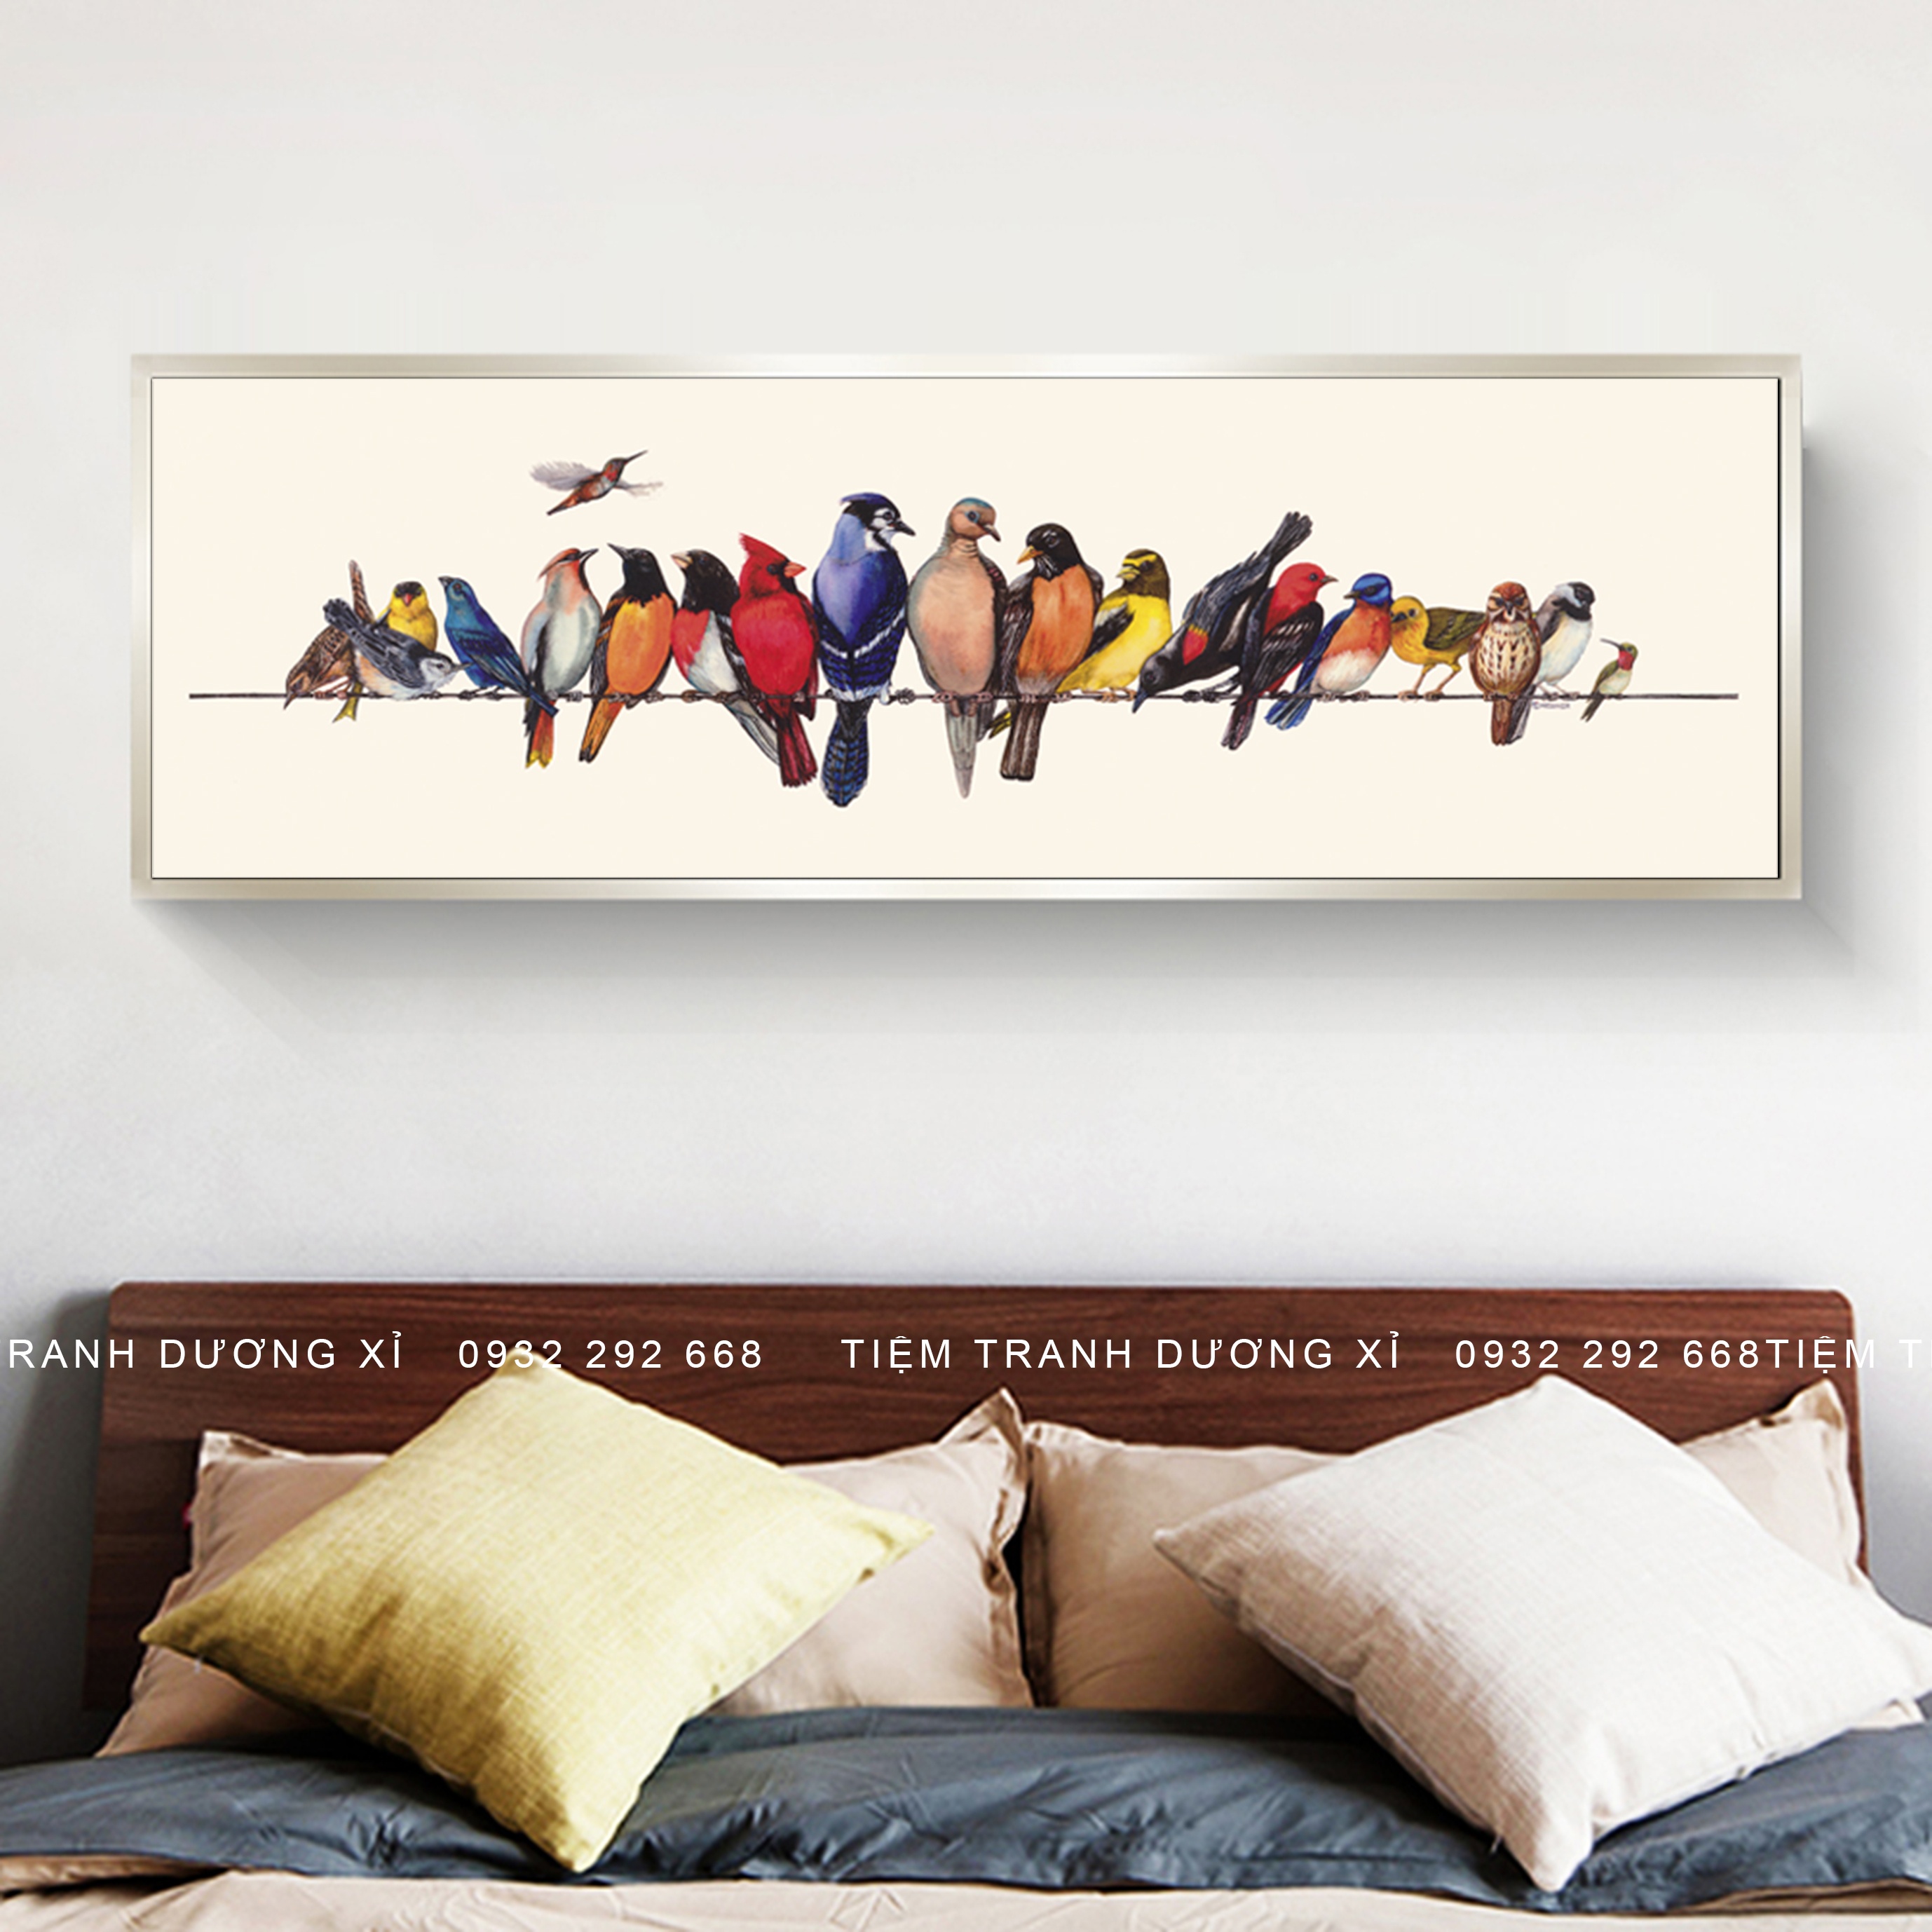 RANH DƯƠNG XỈ 0932 292 668 TIỆM TRANH DƯƠNG XỈ 0932 292 668TIỆM T